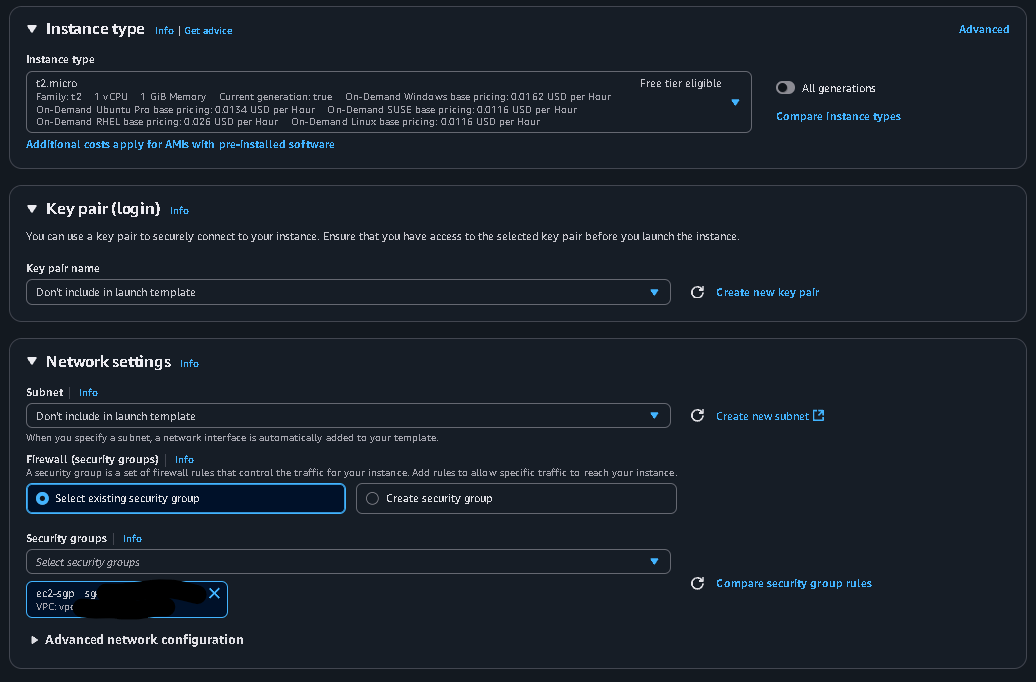 Instance type Info | Get advice Advanced
Instance type
t2.micro Free tier eligible
Family: t2 1 vCPU 1 GiB Memory Current generation: true On-Demand Windows base pricing: 0.0162 USD per Hour
On-Demand Ubuntu Pro base pricing: 0.0134 USD per Hour On-Demand SUSE base pricing: 0.0116 USD per Hour
On-Demand RHEL base pricing: 0.026 USD per Hour On-Demand Linux base pricing: 0.0116 USD per Hour
All generations
Compare instance types
Additional costs apply for AMIs with pre-installed software
Key pair (login) Info
You can use a key pair to securely connect to your instance. Ensure that you have access to the selected key pair before you launch the instance.
Key pair name
Don't include in launch template Create new key pair
Network settings Info
Subnet | Info
Don't include in launch template Create new subnet
When you specify a subnet, a network interface is automatically added to your template.
Firewall (security groups) | Info
A security group is a set of firewall rules that control the traffic for your instance. Add rules to allow specific traffic to reach your instance.
Select existing security group Create security group
Security groups | Info
Select security groups
Compare security group rules
ec2-sgp
VPC:
Advanced network configuration